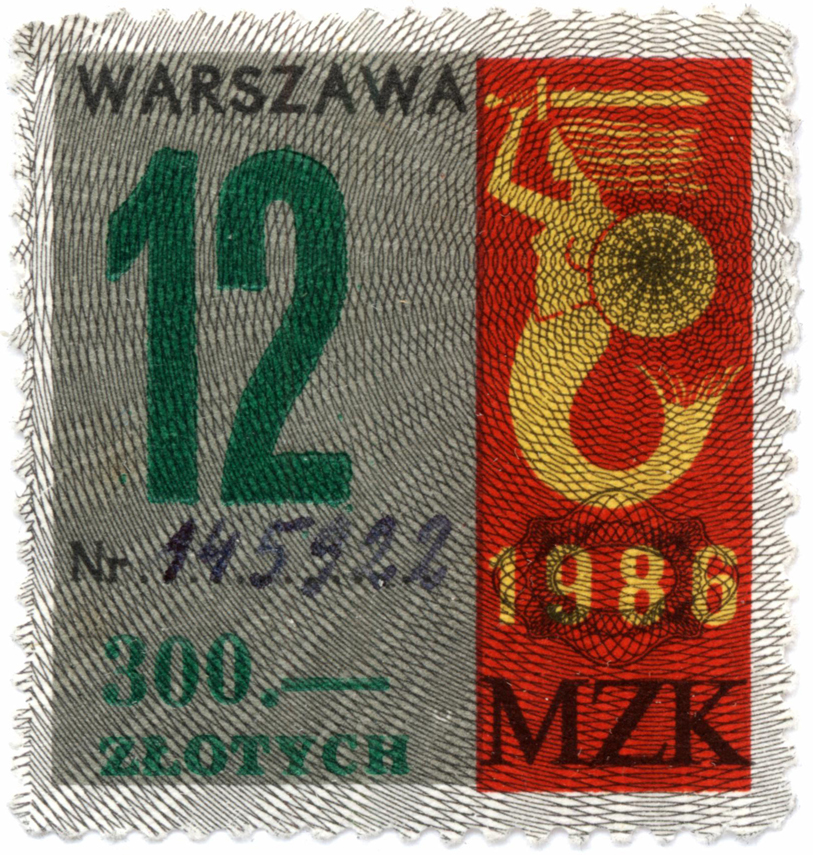 WARSZAWA
12
Nr. 145922
300.—
ZŁOTYCH
1986
MZK